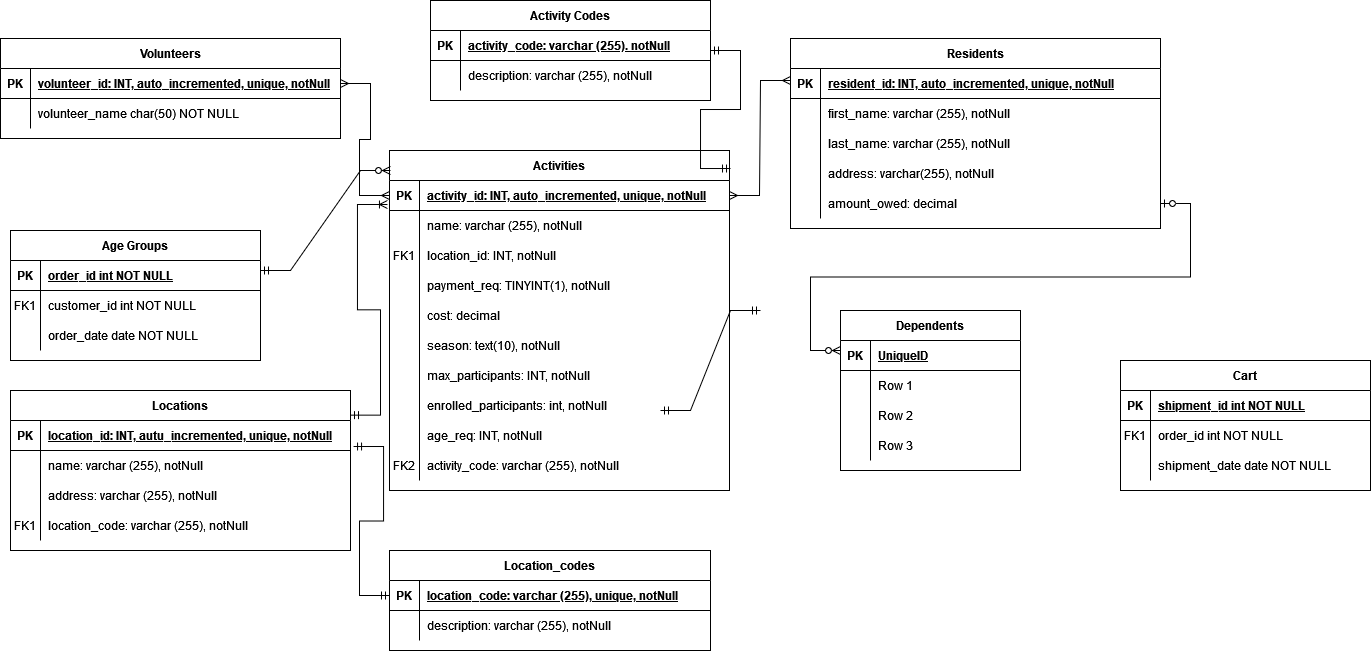 Activity Codes
PK activity_code: varchar (255). notNull
description: varchar (255), notNull
Volunteers
PK volunteer_id: INT, auto_incremented, unique, notNull
volunteer_name char(50) NOT NULL
Residents
PK resident_id: INT, auto_incremented, unique, notNull
first_name: varchar (255), notNull
last_name: varchar (255), notNull
address: varchar(255), notNull
amount_owed: decimal
Activities
PK activity_id: INT, auto_incremented, unique, notNull
name: varchar (255), notNull
FK1 location_id: INT, notNull
payment_req: TINYINT(1), notNull
cost: decimal
season: text(10), notNull
max_participants: INT, notNull
enrolled_participants: int, notNull
age_req: INT, notNull
FK2 activity_code: varchar (255), notNull
Age Groups
PK order_id int NOT NULL
FK1 customer_id int NOT NULL
order_date date NOT NULL
Dependents
PK UniqueID
Row 1
Row 2
Row 3
Cart
PK shipment_id int NOT NULL
FK1 order_id int NOT NULL
shipment_date date NOT NULL
Locations
PK location_id: INT, autu_incremented, unique, notNull
name: varchar (255), notNull
address: varchar (255), notNull
FK1 location_code: varchar (255), notNull
Location_codes
PK location_code: varchar (255), unique, notNull
description: varchar (255), notNull